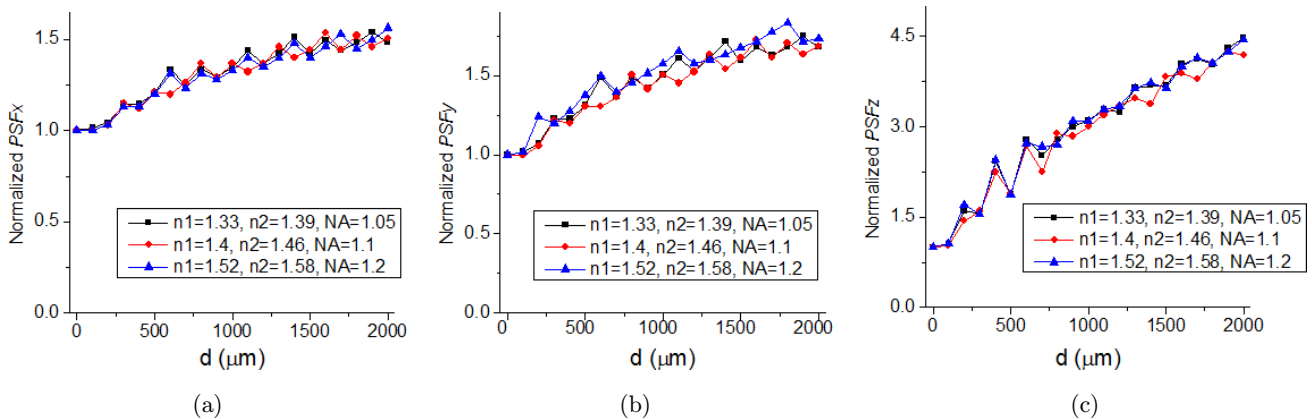 1.5
1.0
0.5
0.0
Normalized PSFx
n1=1.33, n2=1.39, NA=1.05
n1=1.4, n2=1.46, NA=1.1
n1=1.52, n2=1.58, NA=1.2
0 500 1000 1500 2000
d (μm)
(a)
1.5
1.0
0.5
0.0
Normalized PSFy
n1=1.33, n2=1.39, NA=1.05
n1=1.4, n2=1.46, NA=1.1
n1=1.52, n2=1.58, NA=1.2
0 500 1000 1500 2000
d (μm)
(b)
4.5
3.0
1.5
0.0
Normalized PSFz
n1=1.33, n2=1.39, NA=1.05
n1=1.4, n2=1.46, NA=1.1
n1=1.52, n2=1.58, NA=1.2
0 500 1000 1500 2000
d (μm)
(c)